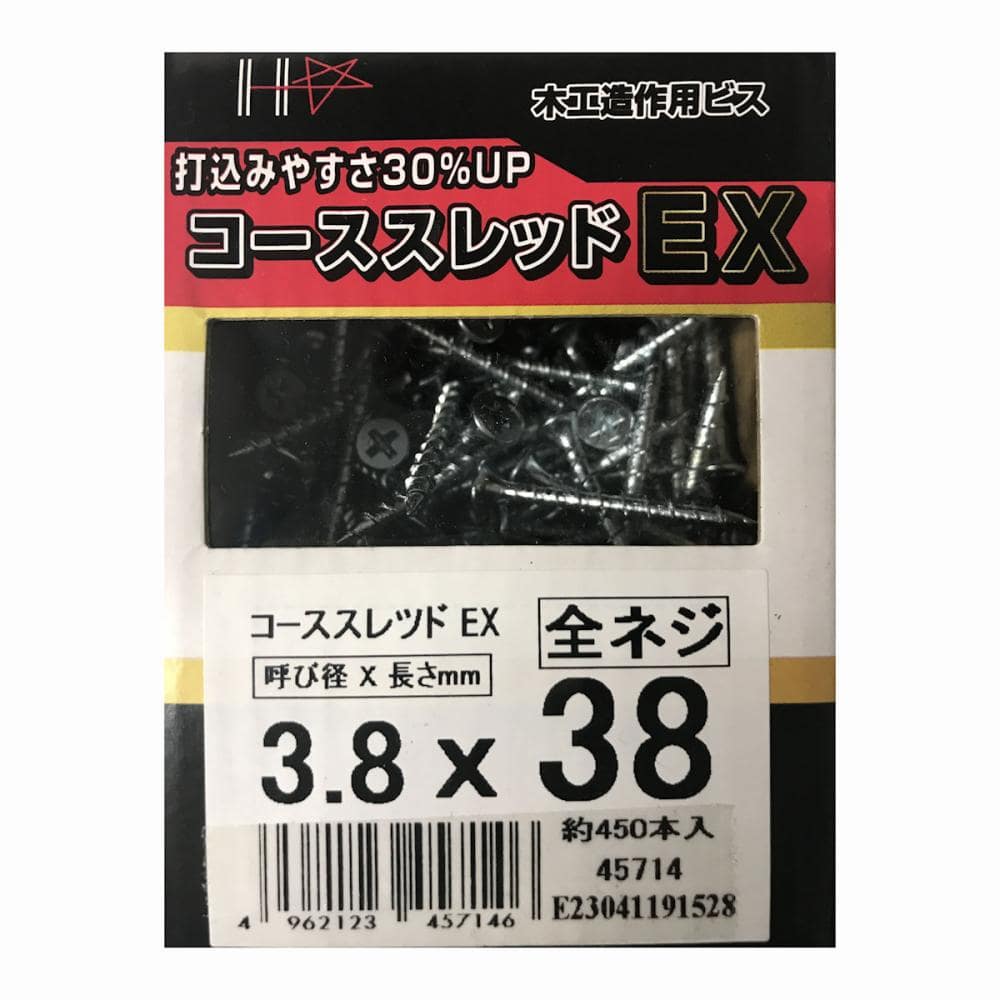 木工造作用ビス
打込みやすさ30%UP
コーススレッドEX
コーススレツド EX
全ネジ
呼び径 X 長さmm
3.8 x 38
約450本入
45714
E23041191528
4 962123 457146